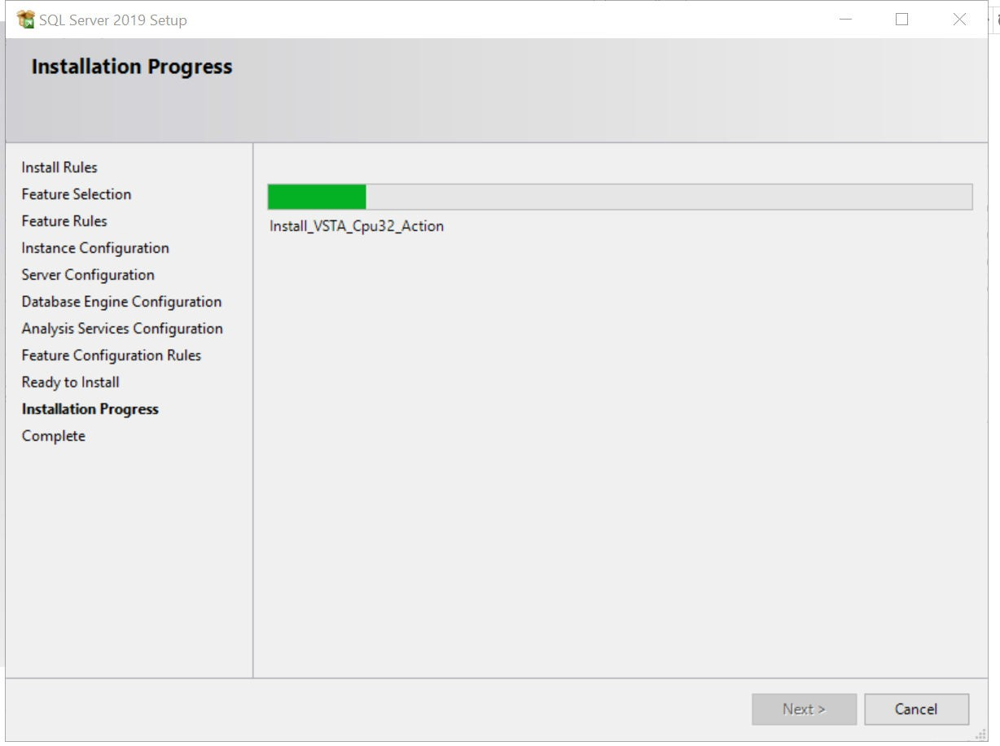 SQL Server 2019 Setup
Installation Progress
Install Rules
Feature Selection
Feature Rules
Instance Configuration
Server Configuration
Database Engine Configuration
Analysis Services Configuration
Feature Configuration Rules
Ready to Install
Installation Progress
Complete
Install_VSTA_Cpu32_Action
Next >
Cancel